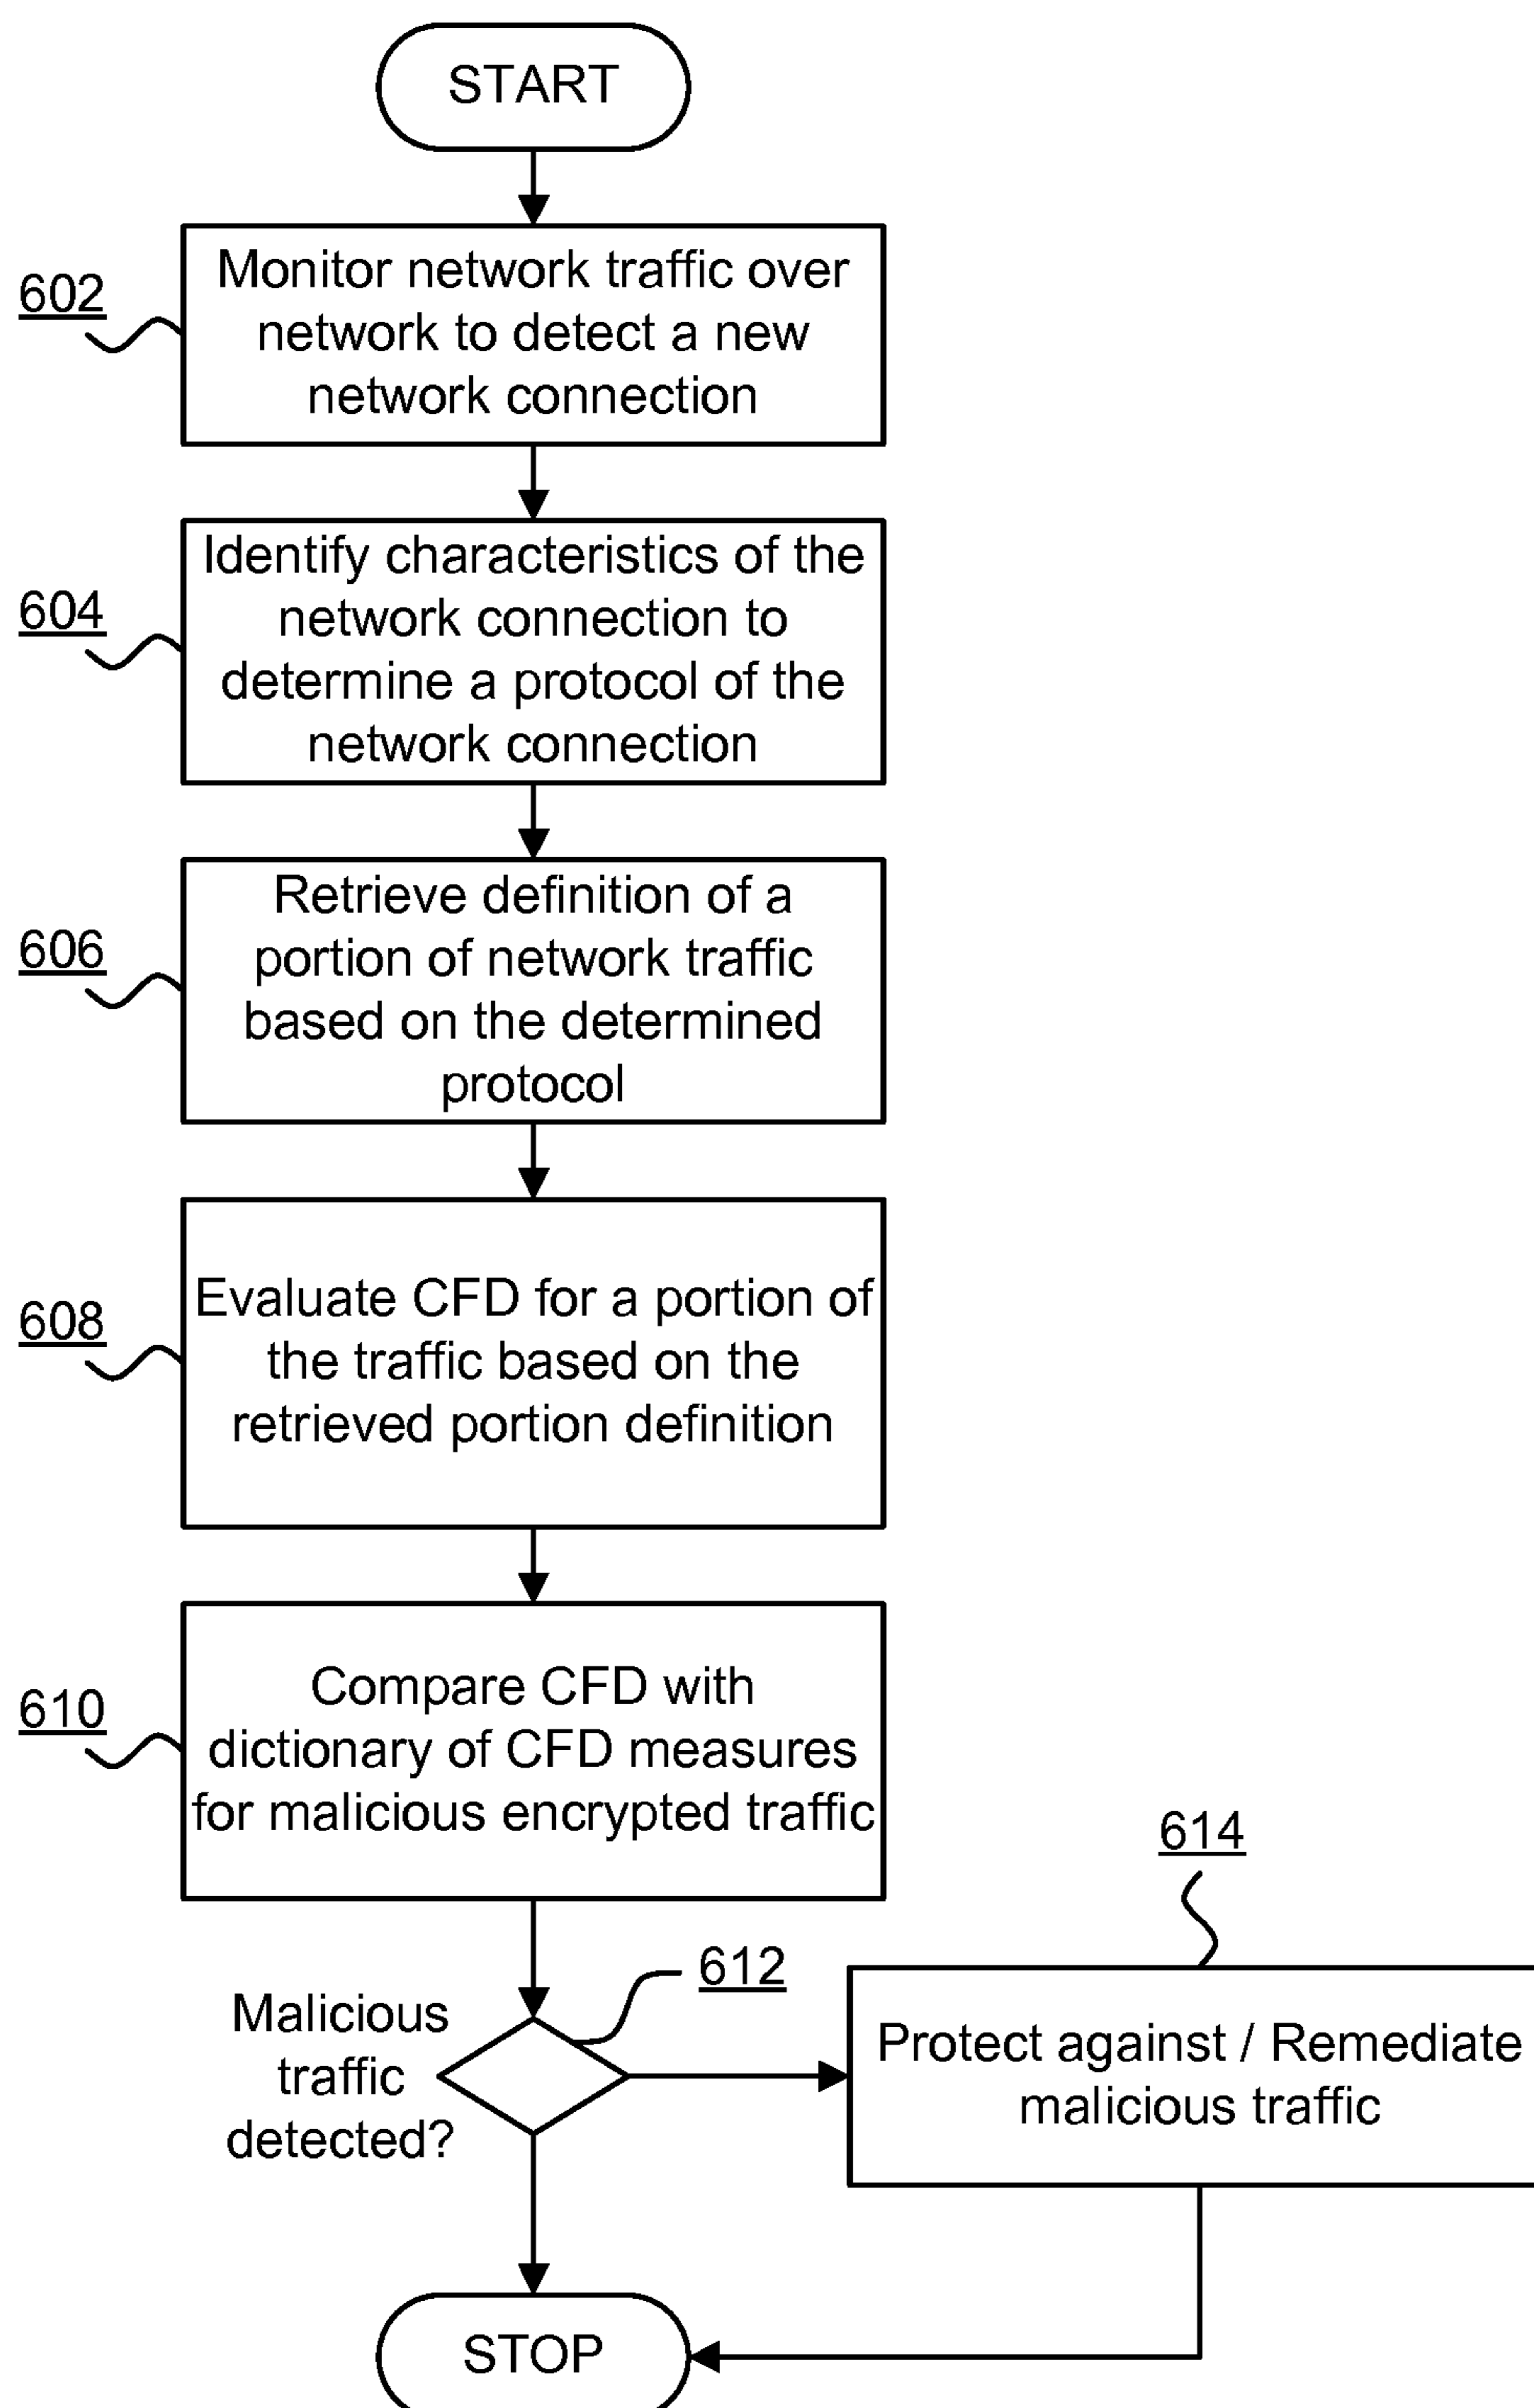 START
602
Monitor network traffic over
network to detect a new
network connection
604
Identify characteristics of the
network connection to
determine a protocol of the
network connection
606
Retrieve definition of a
portion of network traffic
based on the determined
protocol
608
Evaluate CFD for a portion of
the traffic based on the
retrieved portion definition
610
Compare CFD with
dictionary of CFD measures
for malicious encrypted traffic
614
612
Malicious
traffic
detected?
Protect against / Remediate
malicious traffic
STOP